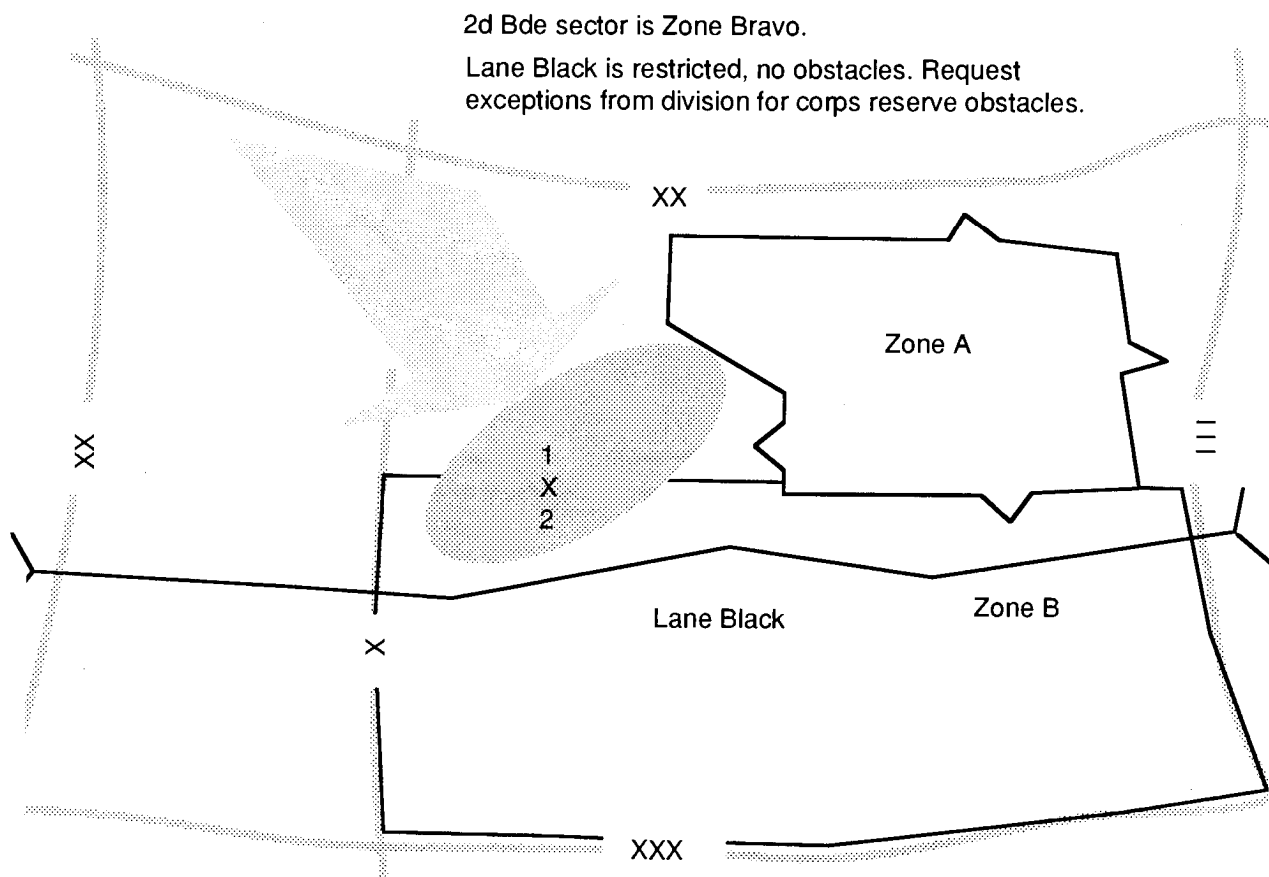 2d Bde sector is Zone Bravo.
Lane Black is restricted, no obstacles. Request
exceptions from division for corps reserve obstacles.
XX
Zone A
XX
III
1
X
2
Zone B
Lane Black
X
XXX